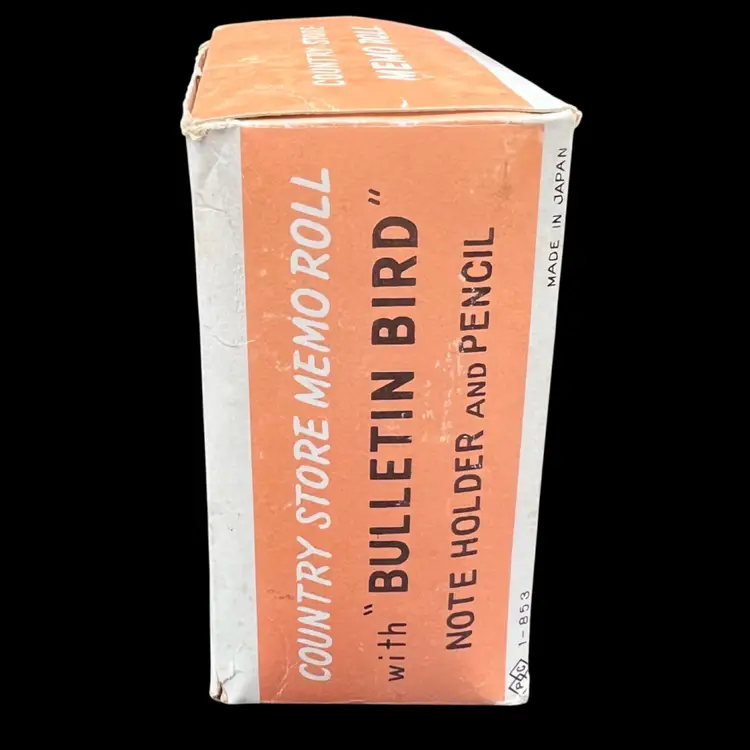 COUNTRY STORE
MEMO ROLL
COUNTRY STORE MEMO ROLL
with "BULLETIN BIRD"
NOTE HOLDER AND PENCIL
PC 1-853
MADE IN JAPAN